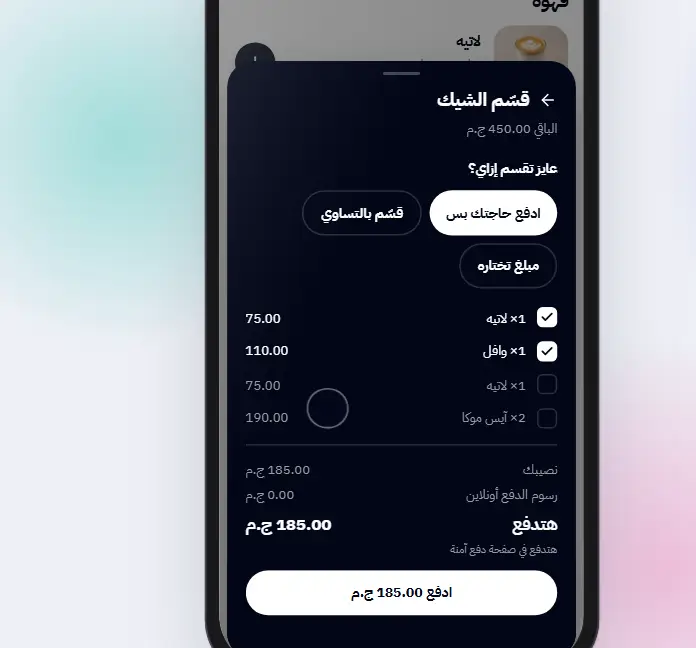 قهوة
لاتيه
قسّم الشيك
الباقي 450.00 ج.م
عايز تقسم إزاي؟
ادفع حاجتك بس
قسّم بالتساوي
مبلغ تختاره
1× لاتيه 75.00
1× وافل 110.00
1× لاتيه 75.00
2× آيس موكا 190.00
نصيبك 185.00 ج.م
رسوم الدفع أونلاين 0.00 ج.م
هتدفع 185.00 ج.م
هتدفع في صفحة دفع آمنة
ادفع 185.00 ج.م